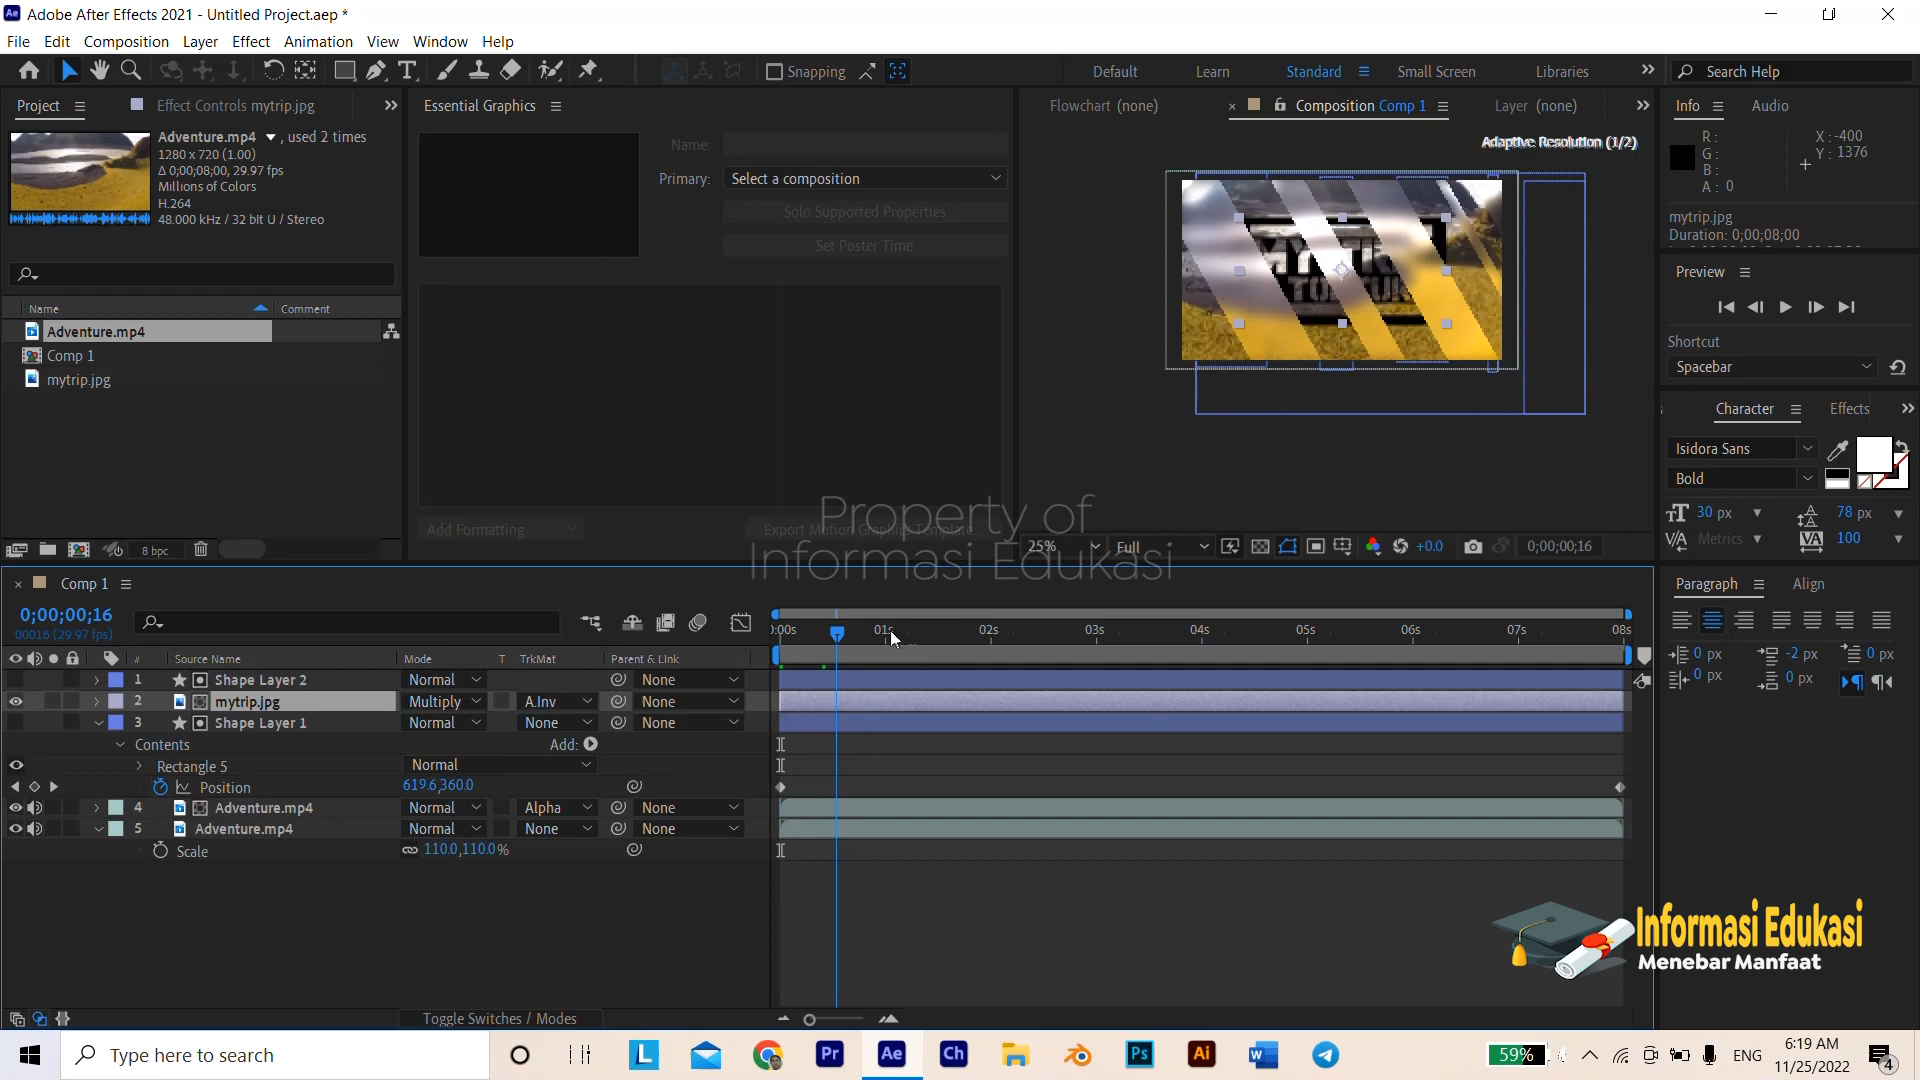 Adobe After Effects 2021 - Untitled Project.aep *
File Edit Composition Layer Effect Animation View Window Help
Snapping
Default Learn Standard Small Screen Libraries
Search Help
Project
Effect Controls mytrip.jpg
Adventure.mp4 , used 2 times
1280 x 720 (1.00)
Δ 0;00;08;00, 29.97 fps
Millions of Colors
H.264
48.000 kHz / 32 bit U / Stereo
Name Comment
Adventure.mp4
Comp 1
mytrip.jpg
8 bpc
Essential Graphics
Name:
Primary: Select a composition
Solo Supported Properties
Set Poster Time
Add Formatting
Export Motion Graphics Template...
Flowchart (none)
Composition Comp 1
Layer (none)
Adaptive Resolution (1/2)
25% Full +0.0 0;00;00;16
Info Audio
R : X : -400
G : Y : 1376
B :
A : 0
mytrip.jpg
Duration: 0;00;08;00
Preview
Shortcut
Spacebar
Character Effects
Isidora Sans
Bold
30 px 78 px
Metrics 100
Paragraph Align
0 px -2 px 0 px
0 px 0 px
Property of
Informasi Edukasi
Comp 1
0;00;00;16
00016 (29.97 fps)
:00s 01s 02s 03s 04s 05s 06s 07s 08s
# Source Name Mode T TrkMat Parent & Link
1 Shape Layer 2 Normal None
2 mytrip.jpg Multiply A.Inv None
3 Shape Layer 1 Normal None None
Contents Add:
Rectangle 5 Normal
Position 619.6,360.0
4 Adventure.mp4 Normal Alpha None
5 Adventure.mp4 Normal None None
Scale 110.0,110.0%
Toggle Switches / Modes
Informasi Edukasi
Menebar Manfaat
Type here to search
L Pr Ae Ch Ps Ai W
59%
ENG
6:19 AM
11/25/2022
4